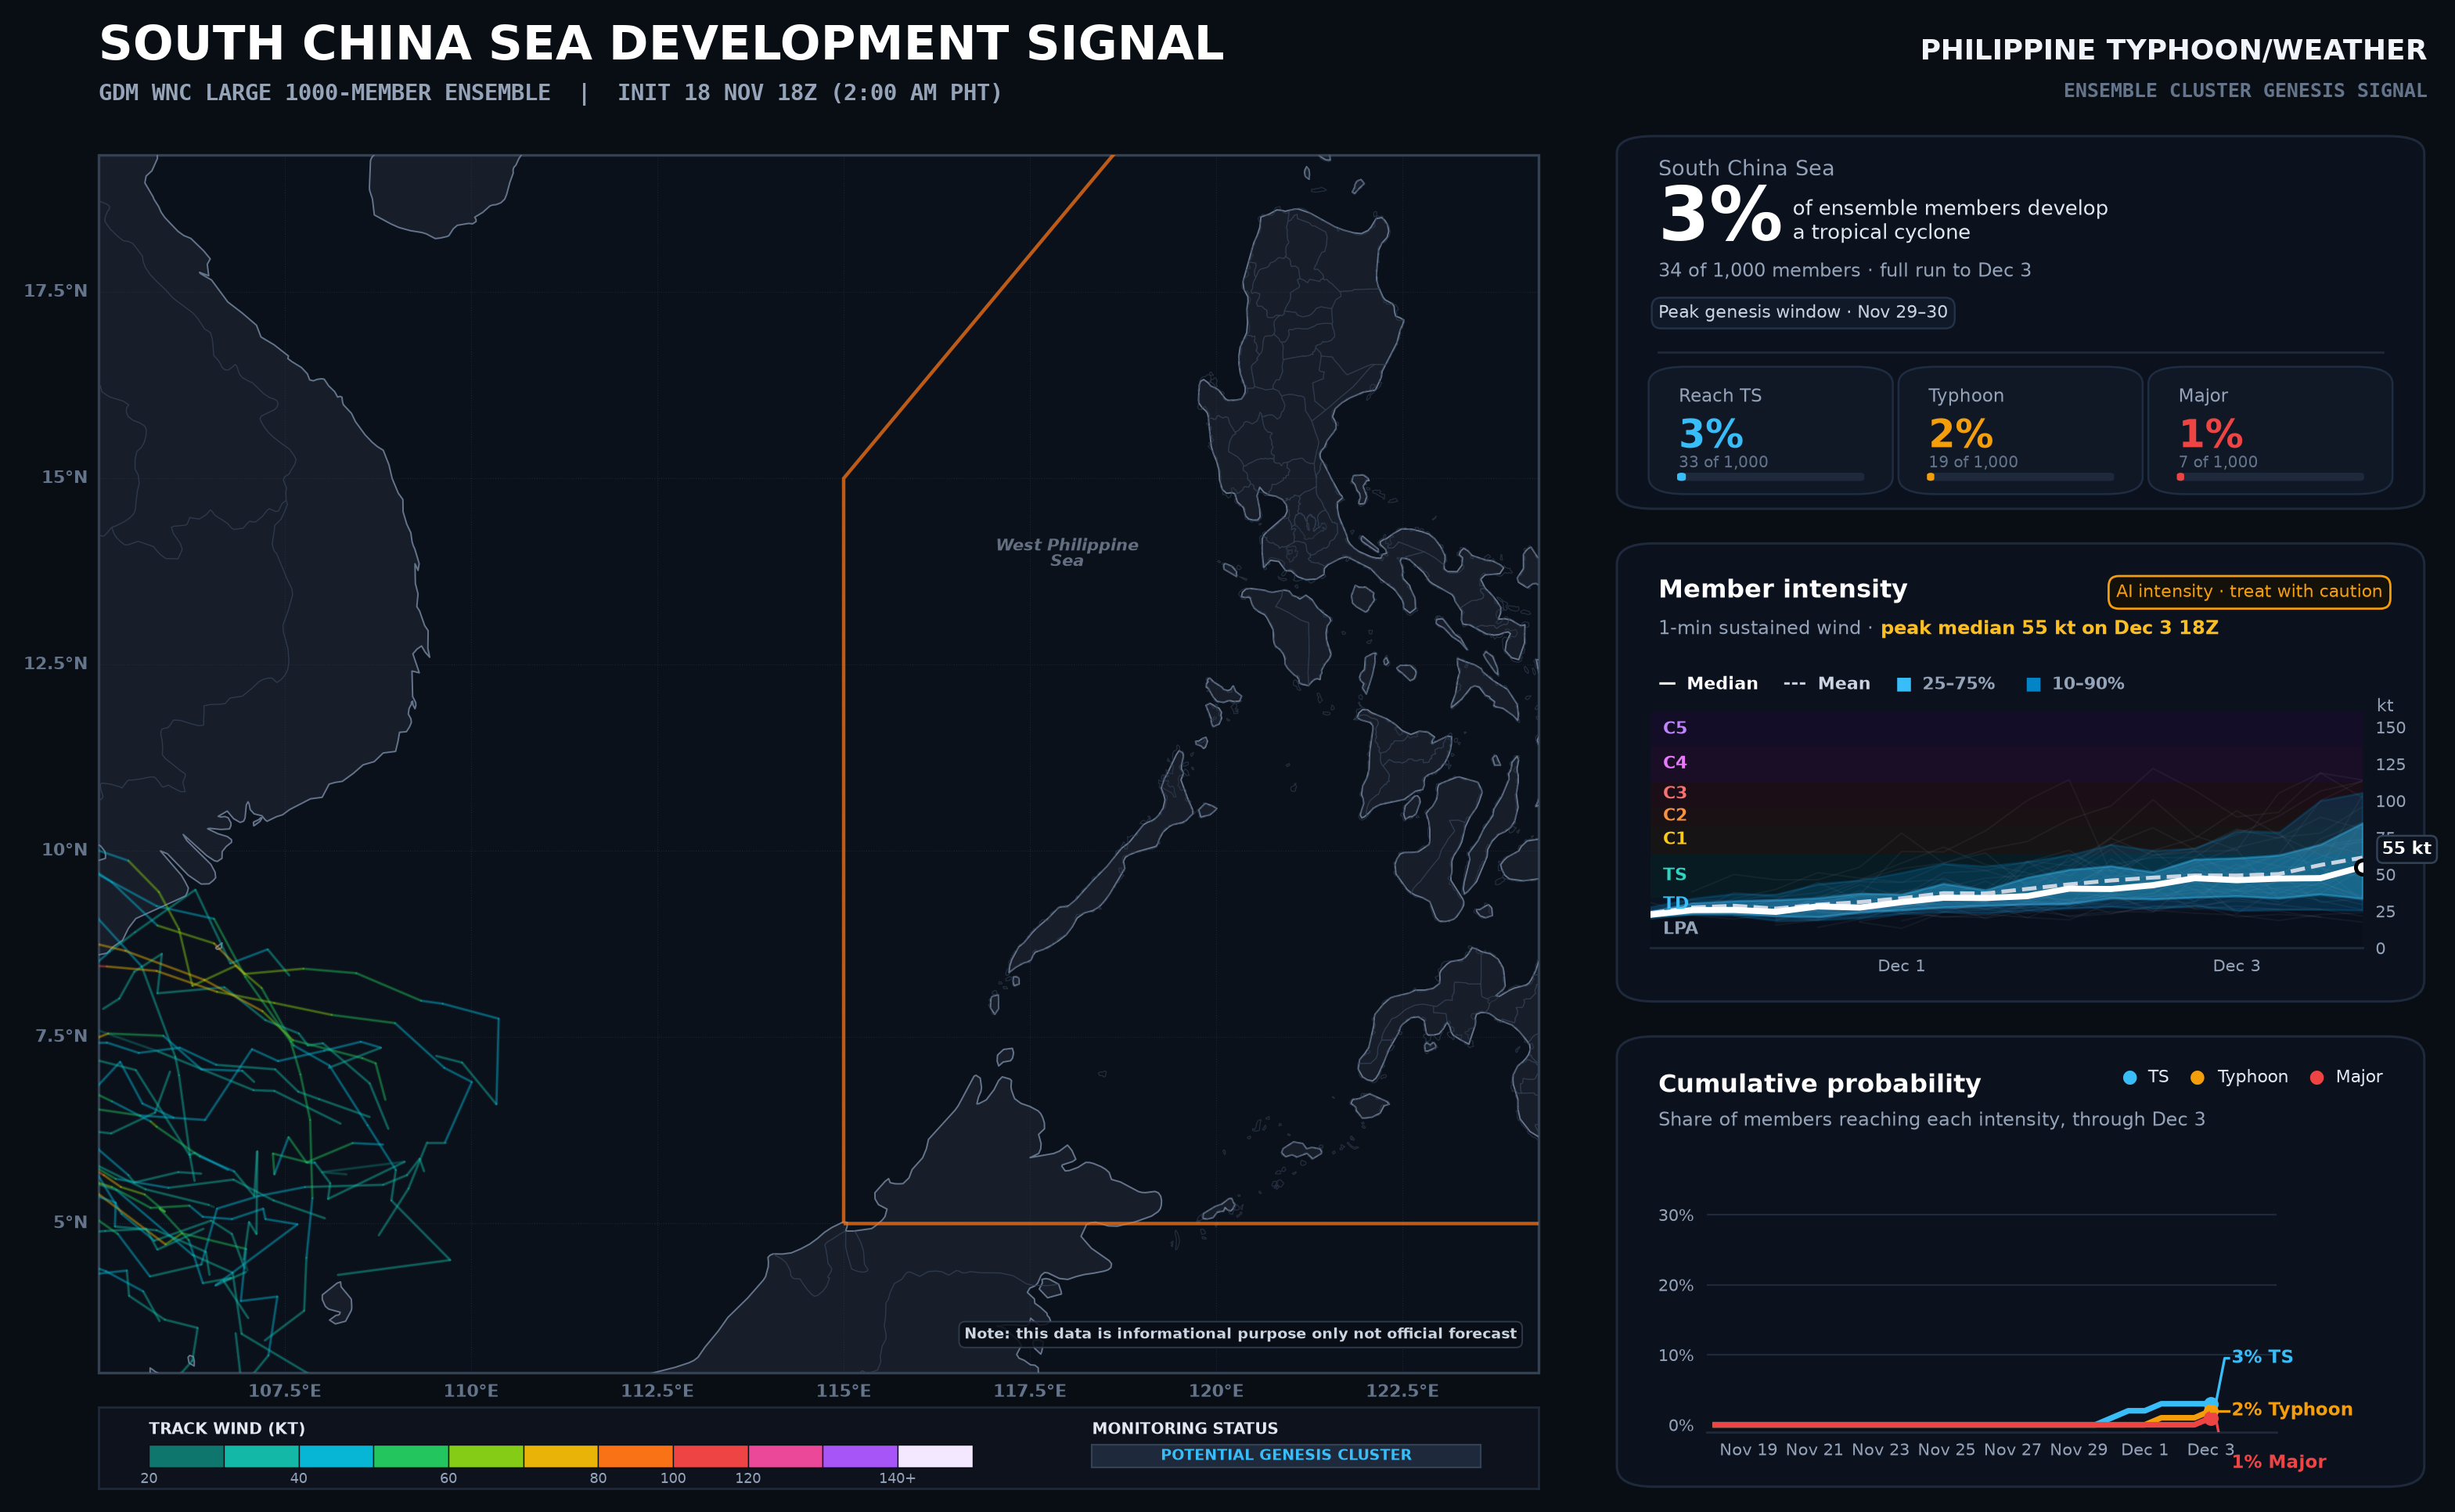 SOUTH CHINA SEA DEVELOPMENT SIGNAL
GDM WNC LARGE 1000-MEMBER ENSEMBLE | INIT 18 NOV 18Z (2:00 AM PHT)
PHILIPPINE TYPHOON/WEATHER
ENSEMBLE CLUSTER GENESIS SIGNAL
17.5°N
15°N
12.5°N
10°N
7.5°N
5°N
West Philippine
Sea
Note: this data is informational purpose only not official forecast
107.5°E 110°E 112.5°E 115°E 117.5°E 120°E 122.5°E
TRACK WIND (KT)
20 40 60 80 100 120 140+
MONITORING STATUS
POTENTIAL GENESIS CLUSTER
South China Sea
3% of ensemble members develop
a tropical cyclone
34 of 1,000 members · full run to Dec 3
Peak genesis window · Nov 29–30
Reach TS
3%
33 of 1,000
Typhoon
2%
19 of 1,000
Major
1%
7 of 1,000
Member intensity
AI intensity · treat with caution
1-min sustained wind · peak median 55 kt on Dec 3 18Z
Median Mean 25–75% 10–90%
kt
C5 150
C4 125
C3 100
C2
C1 75
55 kt
TS 50
TD 25
LPA
0
Dec 1 Dec 3
Cumulative probability
TS Typhoon Major
Share of members reaching each intensity, through Dec 3
30%
20%
10%
3% TS
2% Typhoon
0%
Nov 19 Nov 21 Nov 23 Nov 25 Nov 27 Nov 29 Dec 1 Dec 3
1% Major